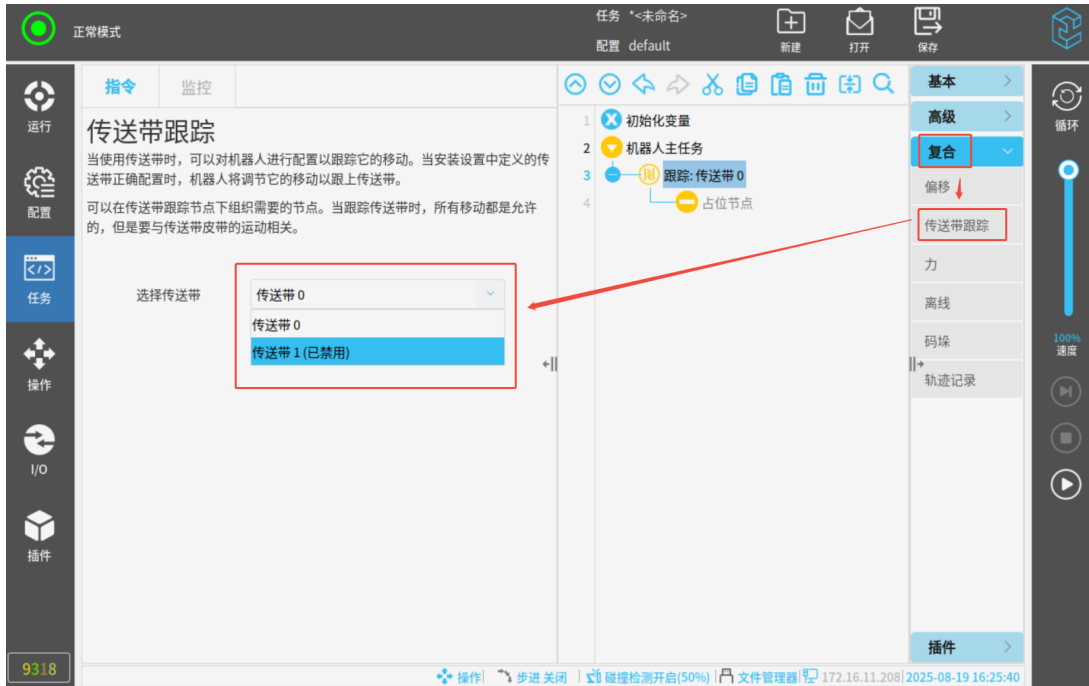 正常模式
任务 *<未命名>
配置 default
新建
打开
保存
运行
配置
任务
操作
I/O
插件
9318
指令
监控
传送带跟踪
当使用传送带时，可以对机器人进行配置以跟踪它的移动。当安装设置中定义的传
送带正确配置时，机器人将调节它的移动以跟上传送带。
可以在传送带跟踪节点下组织需要的节点。当跟踪传送带时，所有移动都是允许
的，但是要与传送带皮带的运动相关。
选择传送带
传送带 0
传送带 0
传送带 1 (已禁用)
1 初始化变量
2 机器人主任务
3 跟踪: 传送带 0
4 占位节点
基本
高级
复合
偏移
传送带跟踪
力
离线
码垛
轨迹记录
插件
循环
100%
速度
操作 步进 关闭 碰撞检测开启(50%) 文件管理器 172.16.11.208 2025-08-19 16:25:40